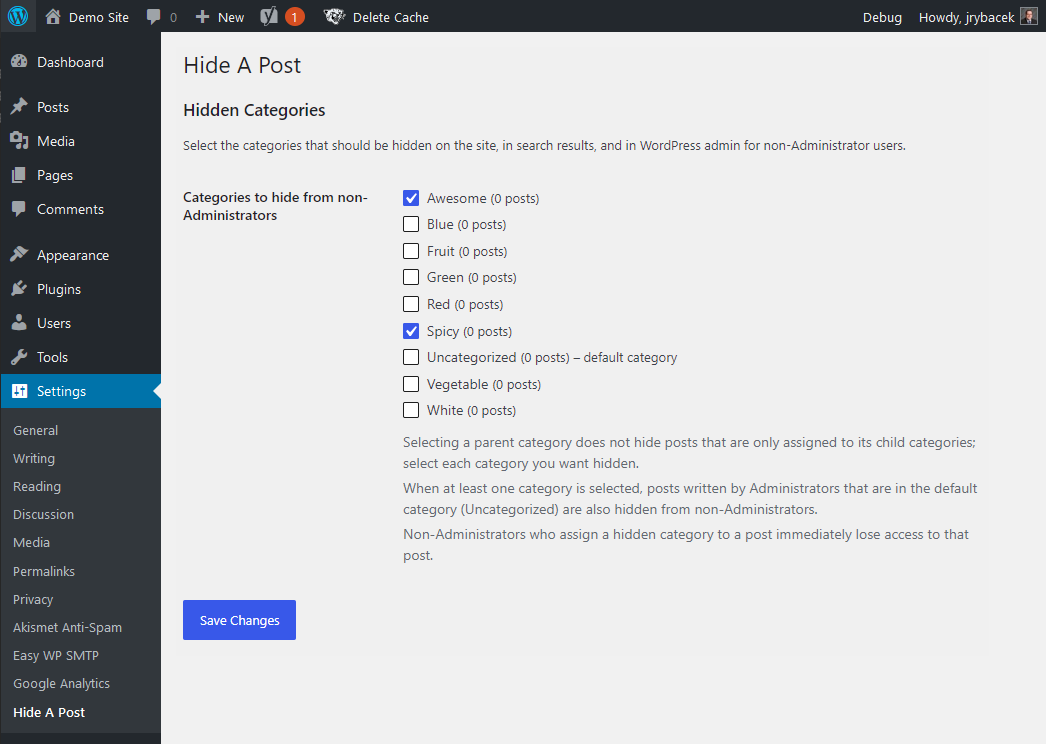 Demo Site 0 New 1 Delete Cache Debug Howdy, jrybacek
Dashboard
Posts
Media
Pages
Comments
Appearance
Plugins
Users
Tools
Settings
General
Writing
Reading
Discussion
Media
Permalinks
Privacy
Akismet Anti-Spam
Easy WP SMTP
Google Analytics
Hide A Post
Hide A Post
Hidden Categories
Select the categories that should be hidden on the site, in search results, and in WordPress admin for non-Administrator users.
Categories to hide from non-
Administrators
Awesome (0 posts)
Blue (0 posts)
Fruit (0 posts)
Green (0 posts)
Red (0 posts)
Spicy (0 posts)
Uncategorized (0 posts) – default category
Vegetable (0 posts)
White (0 posts)
Selecting a parent category does not hide posts that are only assigned to its child categories;
select each category you want hidden.
When at least one category is selected, posts written by Administrators that are in the default
category (Uncategorized) are also hidden from non-Administrators.
Non-Administrators who assign a hidden category to a post immediately lose access to that
post.
Save Changes